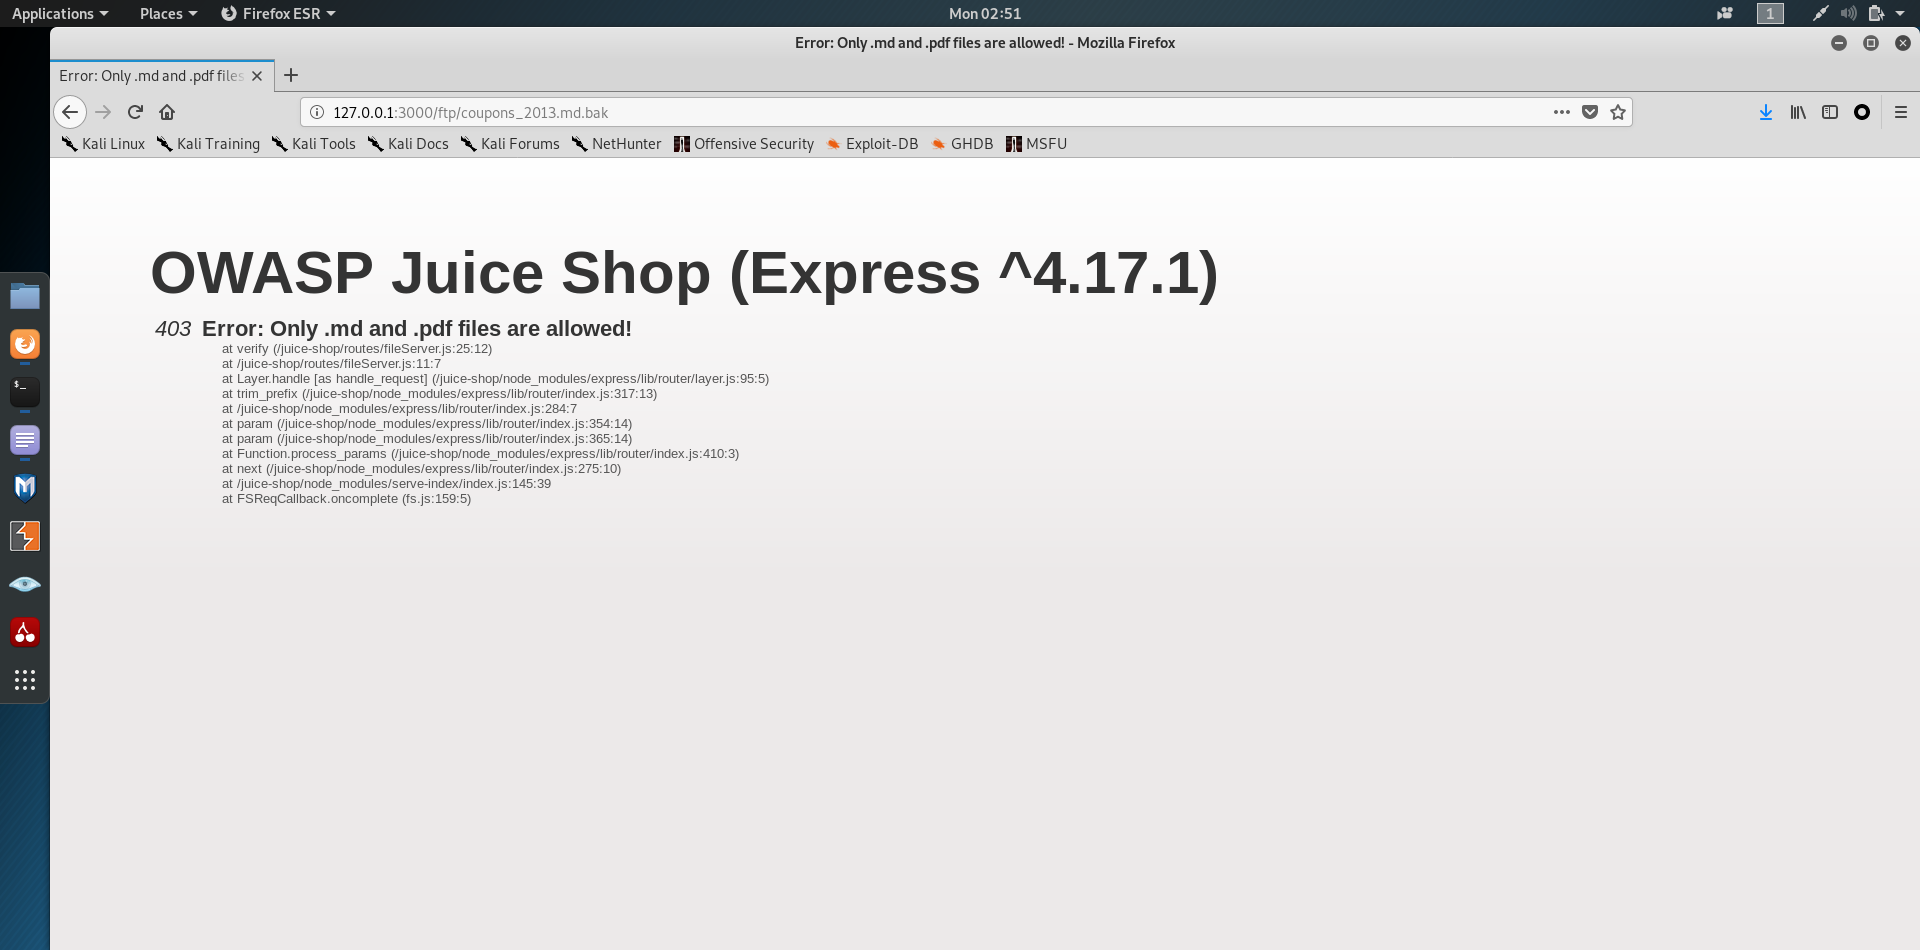 Applications Places Firefox ESR Mon 02:51 1
Error: Only .md and .pdf files are allowed! - Mozilla Firefox
Error: Only .md and .pdf files
127.0.0.1:3000/ftp/coupons_2013.md.bak
Kali Linux Kali Training Kali Tools Kali Docs Kali Forums NetHunter Offensive Security Exploit-DB GHDB MSFU
OWASP Juice Shop (Express ^4.17.1)
403 Error: Only .md and .pdf files are allowed!
at verify (/juice-shop/routes/fileServer.js:25:12)
at /juice-shop/routes/fileServer.js:11:7
at Layer.handle [as handle_request] (/juice-shop/node_modules/express/lib/router/layer.js:95:5)
at trim_prefix (/juice-shop/node_modules/express/lib/router/index.js:317:13)
at /juice-shop/node_modules/express/lib/router/index.js:284:7
at param (/juice-shop/node_modules/express/lib/router/index.js:354:14)
at param (/juice-shop/node_modules/express/lib/router/index.js:365:14)
at Function.process_params (/juice-shop/node_modules/express/lib/router/index.js:410:3)
at next (/juice-shop/node_modules/express/lib/router/index.js:275:10)
at /juice-shop/node_modules/serve-index/index.js:145:39
at FSReqCallback.oncomplete (fs.js:159:5)